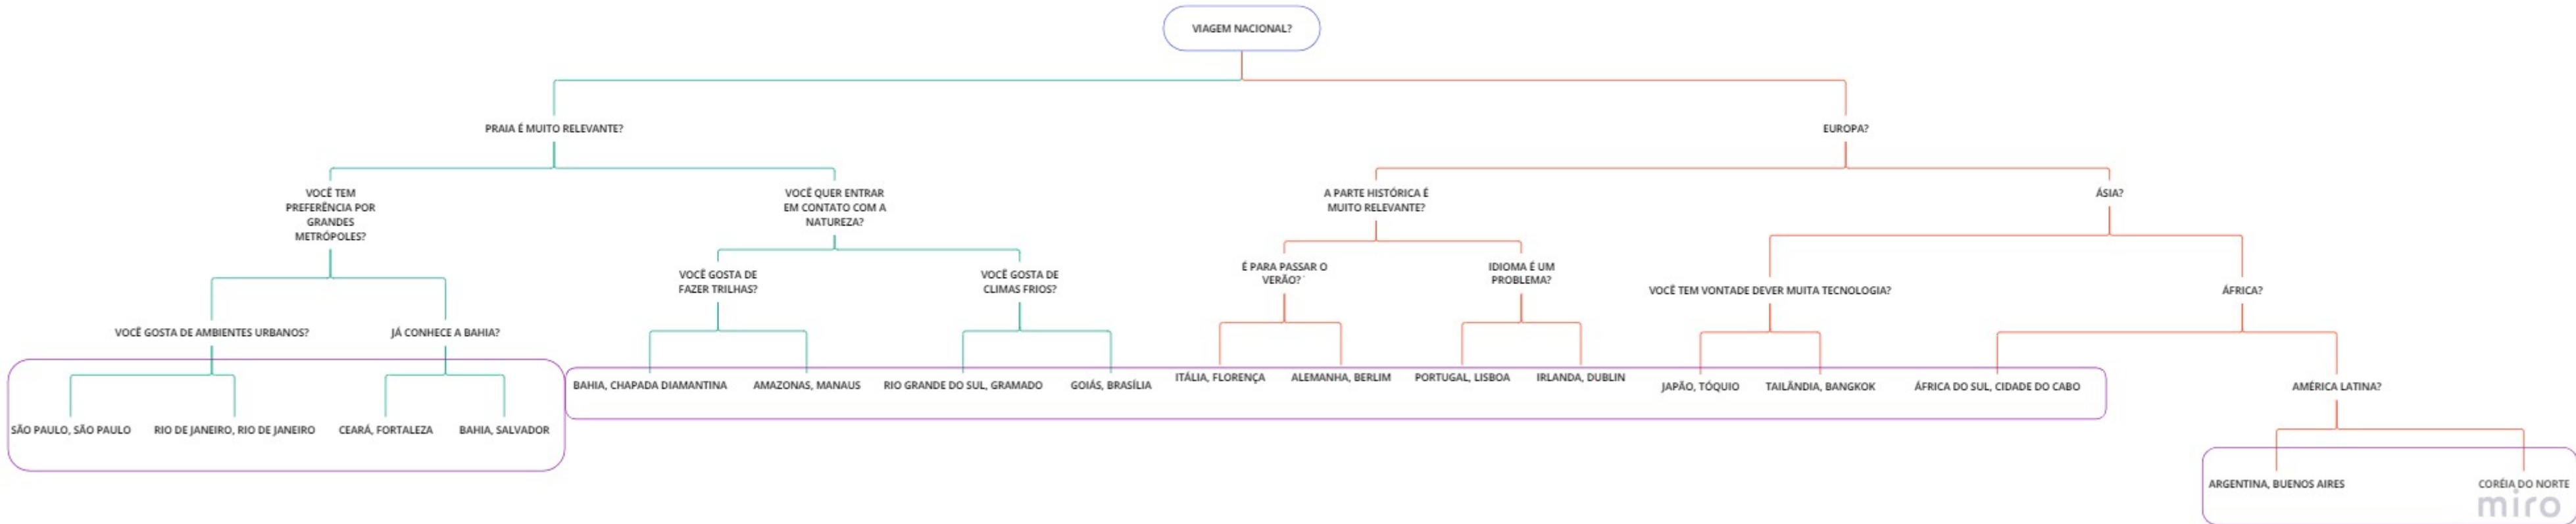 VIAGEM NACIONAL?
PRAIA É MUITO RELEVANTE?
EUROPA?
VOCÊ TEM
PREFERÊNCIA POR
GRANDES
METRÓPOLES?
VOCÊ QUER ENTRAR
EM CONTATO COM A
NATUREZA?
A PARTE HISTÓRICA É
MUITO RELEVANTE?
ÁSIA?
VOCÊ GOSTA DE
FAZER TRILHAS?
VOCÊ GOSTA DE
CLIMAS FRIOS?
É PARA PASSAR O
VERÃO?
IDIOMA É UM
PROBLEMA?
VOCÊ TEM VONTADE DEVER MUITA TECNOLOGIA?
ÁFRICA?
VOCÊ GOSTA DE AMBIENTES URBANOS?
JÁ CONHECE A BAHIA?
BAHIA, CHAPADA DIAMANTINA
AMAZONAS, MANAUS
RIO GRANDE DO SUL, GRAMADO
GOIÁS, BRASÍLIA
ITÁLIA, FLORENÇA
ALEMANHA, BERLIM
PORTUGAL, LISBOA
IRLANDA, DUBLIN
JAPÃO, TÓQUIO
TAILÂNDIA, BANGKOK
ÁFRICA DO SUL, CIDADE DO CABO
AMÉRICA LATINA?
SÃO PAULO, SÃO PAULO
RIO DE JANEIRO, RIO DE JANEIRO
CEARÁ, FORTALEZA
BAHIA, SALVADOR
ARGENTINA, BUENOS AIRES
CORÉIA DO NORTE
miro